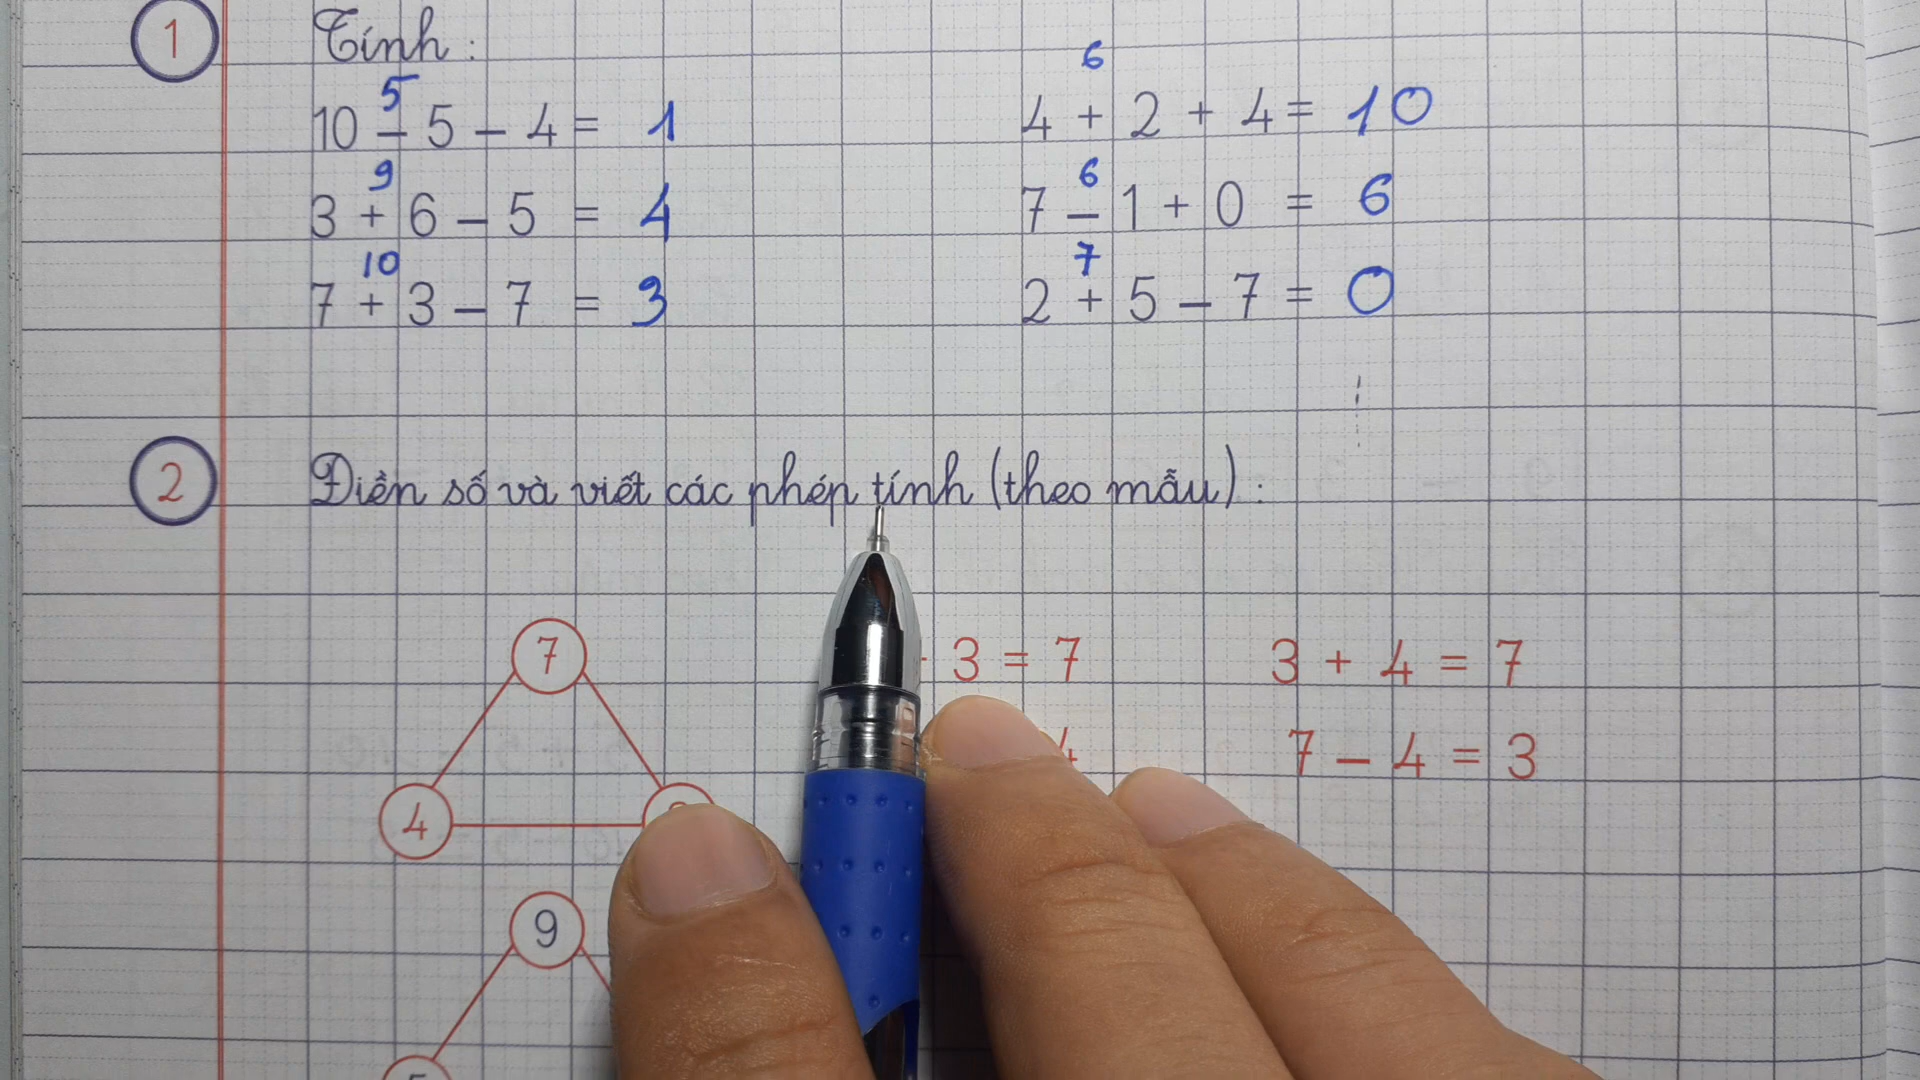 1 Tính :
5
10 - 5 - 4 = 1
6
4 + 2 + 4 = 10
9
3 + 6 - 5 = 4
6
7 - 1 + 0 = 6
10
7 + 3 - 7 = 3
7
2 + 5 - 7 = 0
2 Điền số và viết các phép tính (theo mẫu) :
7
3 = 7
3 + 4 = 7
4
7 - 4 = 3
4
9